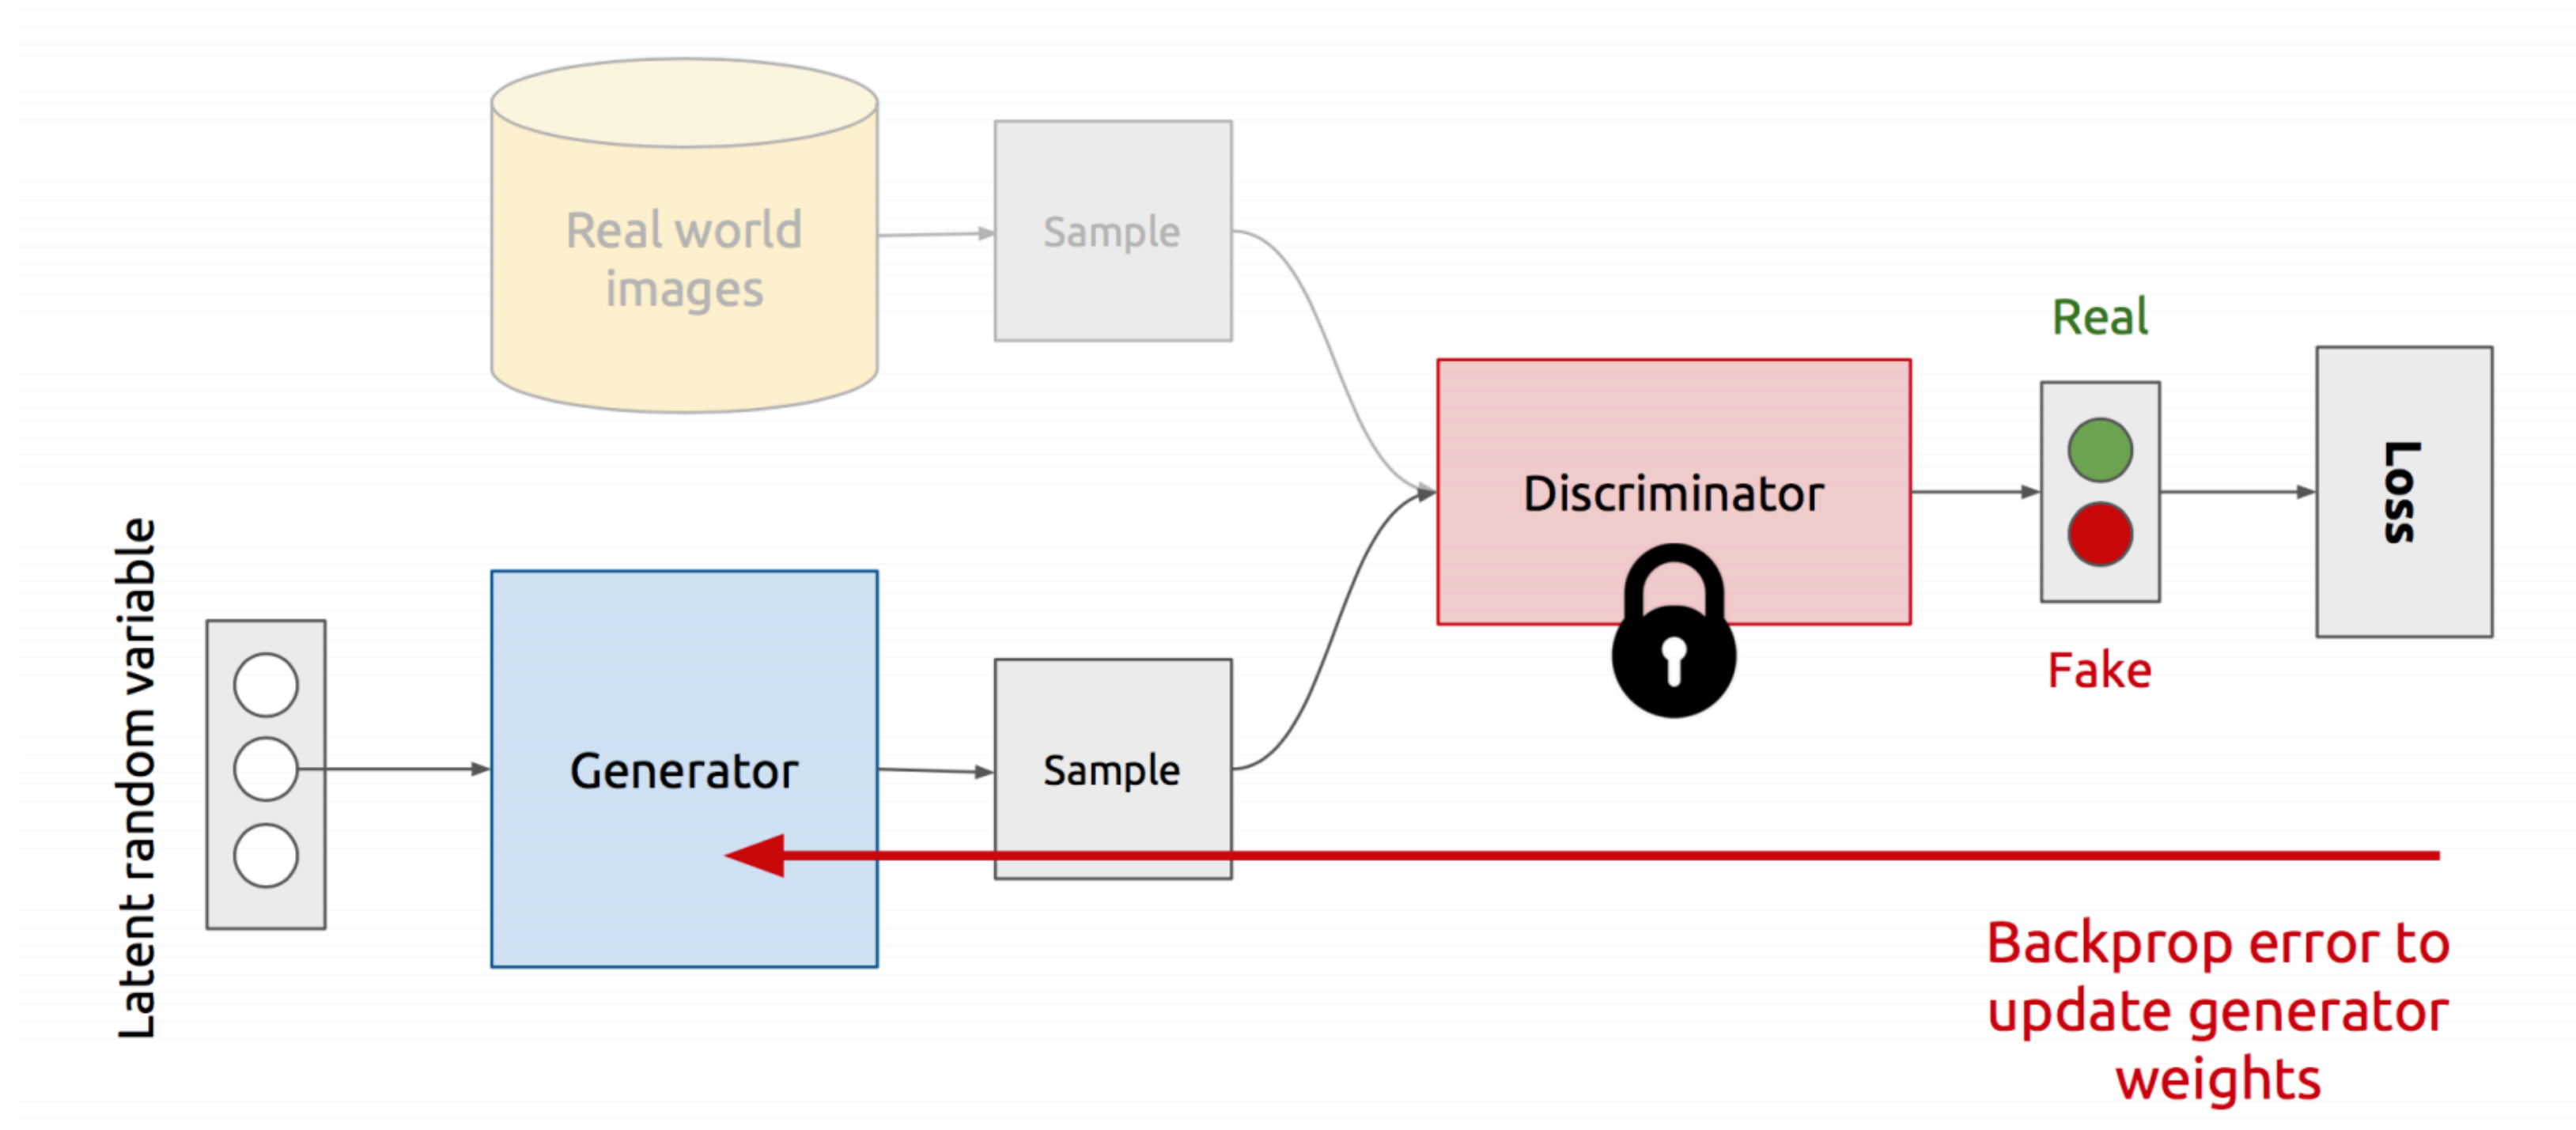 Real world
images
Sample
Real
Discriminator
Loss
Fake
Latent random variable
Generator
Sample
Backprop error to
update generator
weights